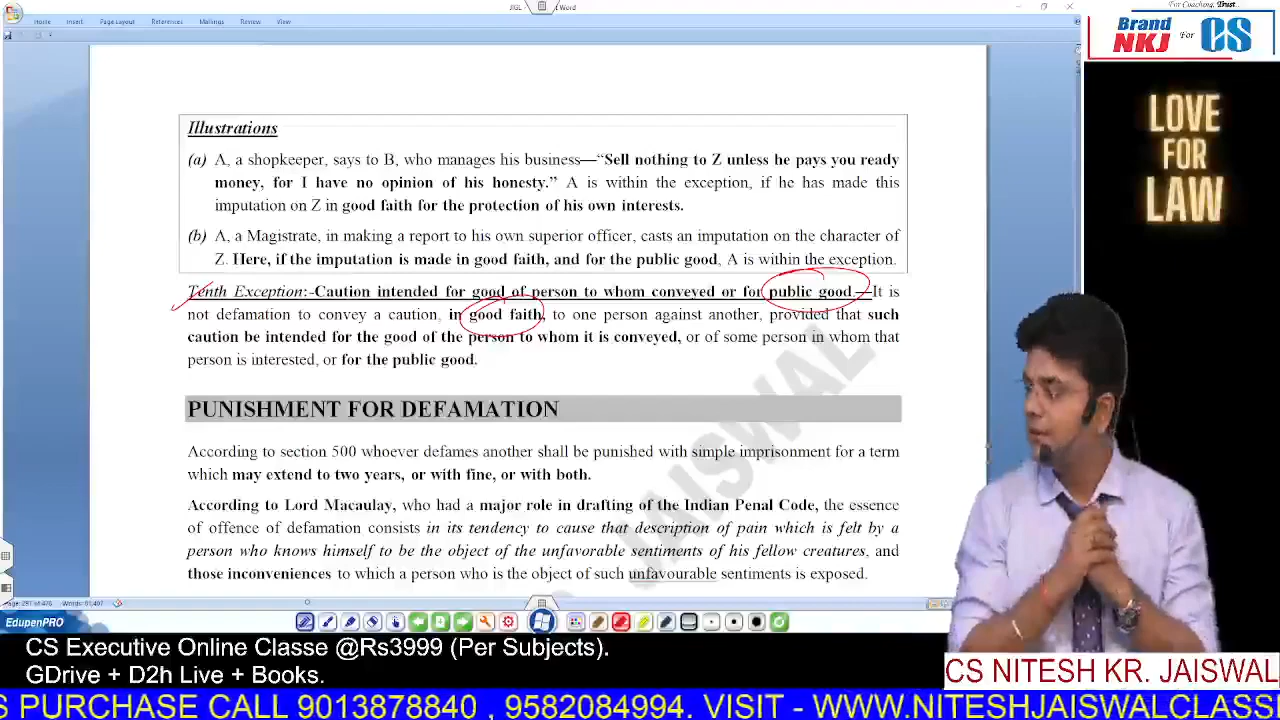 JIGL
t Word
Home Insert Page Layout References Mailings Review View
For Coaching, Trust...
Brand
NKJ
For
CS
LOVE
FOR
LAW
Illustrations
(a) A, a shopkeeper, says to B, who manages his business—“Sell nothing to Z unless he pays you ready
money, for I have no opinion of his honesty.” A is within the exception, if he has made this
imputation on Z in good faith for the protection of his own interests.
(b) A, a Magistrate, in making a report to his own superior officer, casts an imputation on the character of
Z. Here, if the imputation is made in good faith, and for the public good, A is within the exception.
Tenth Exception:-Caution intended for good of person to whom conveyed or for public good.—It is
not defamation to convey a caution, in good faith, to one person against another, provided that such
caution be intended for the good of the person to whom it is conveyed, or of some person in whom that
person is interested, or for the public good.
PUNISHMENT FOR DEFAMATION
According to section 500 whoever defames another shall be punished with simple imprisonment for a term
which may extend to two years, or with fine, or with both.
According to Lord Macaulay, who had a major role in drafting of the Indian Penal Code, the essence
of offence of defamation consists in its tendency to cause that description of pain which is felt by a
person who knows himself to be the object of the unfavorable sentiments of his fellow creatures, and
those inconveniences to which a person who is the object of such unfavourable sentiments is exposed.
JAISWAL
EdupenPRO
CS Executive Online Classe @Rs3999 (Per Subjects).
GDrive + D2h Live + Books.
CS NITESH KR. JAISWAL
S PURCHASE CALL 9013878840 , 9582084994. VISIT - WWW.NITESHJAISWALCLASS